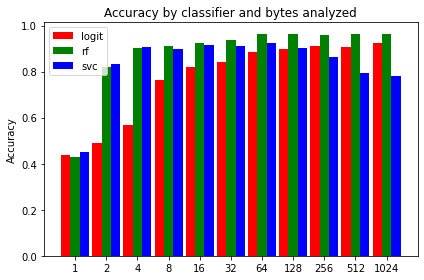 Accuracy by classifier and bytes analyzed
logit
rf
svc
Accuracy
1.0
0.8
0.6
0.4
0.2
0.0
1 2 4 8 16 32 64 128 256 512 1024